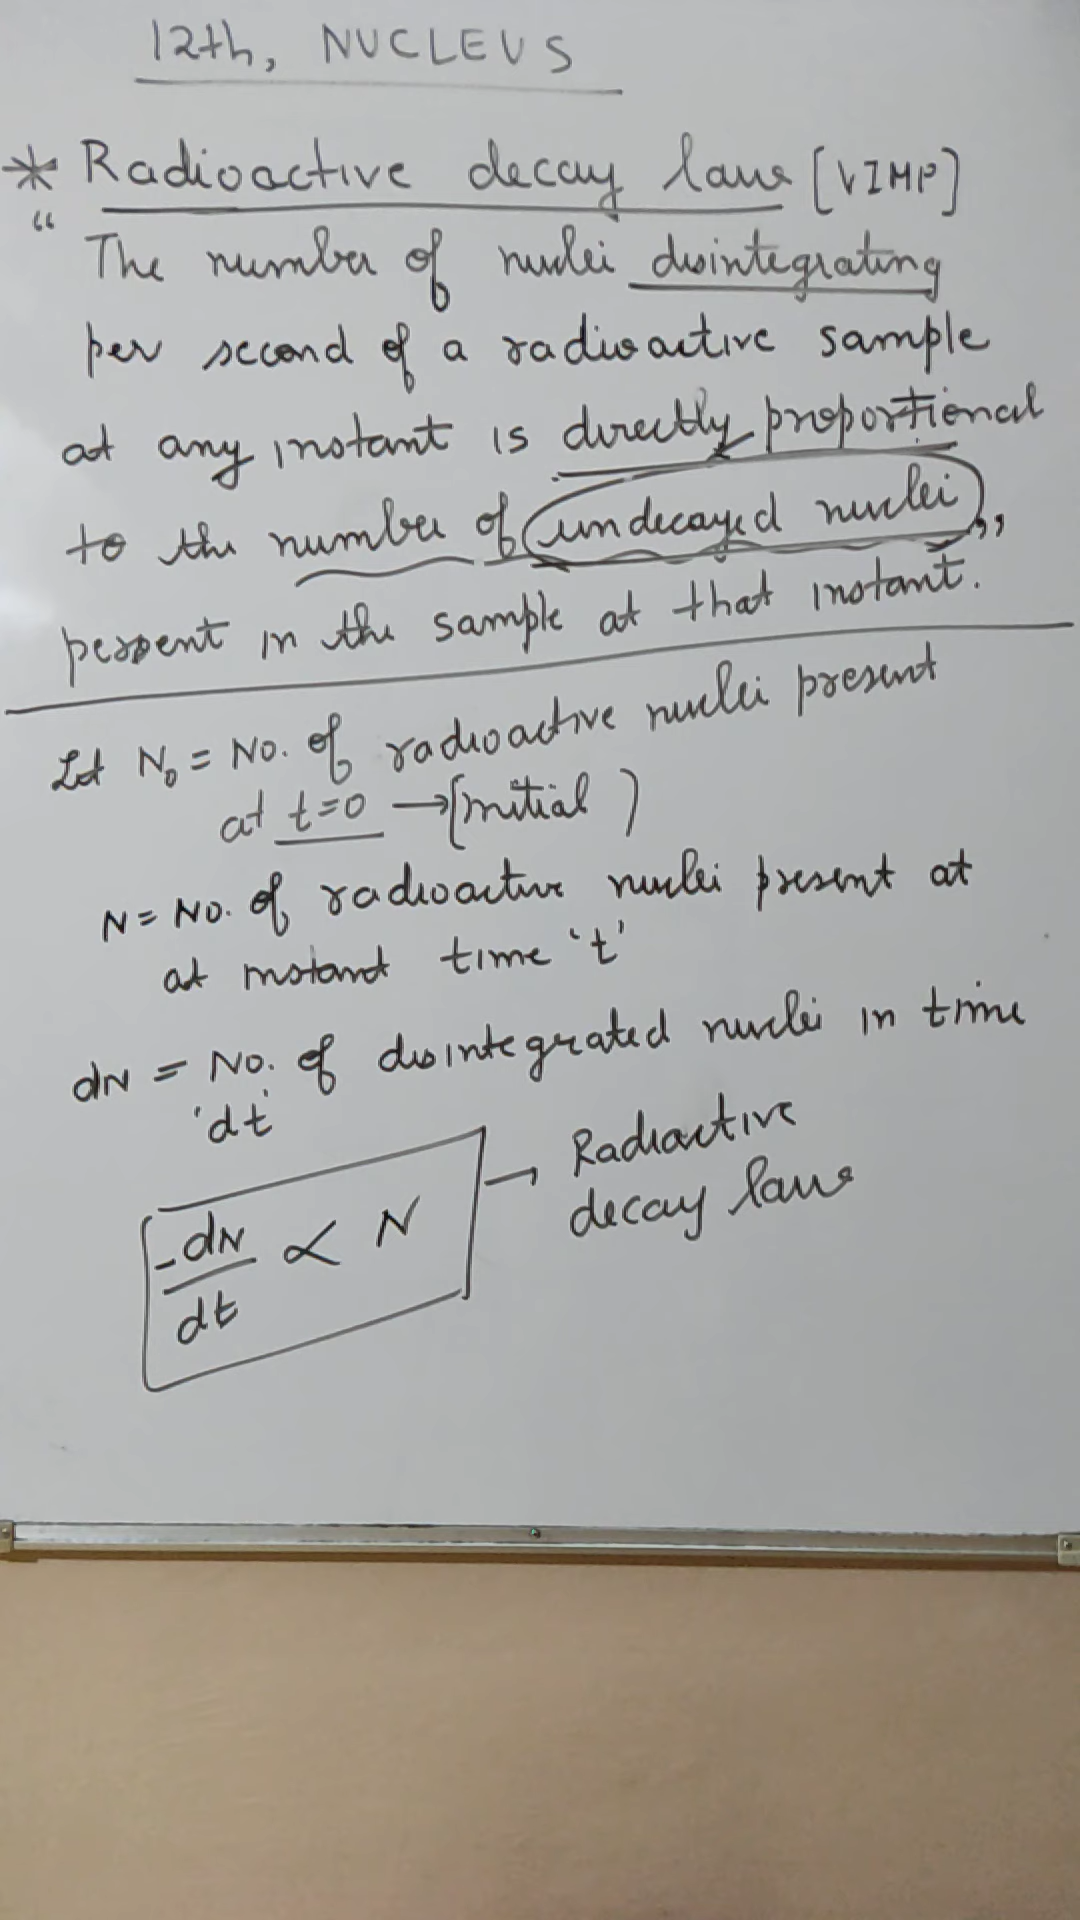 12th, NUCLEUS
* Radioactive decay law [VIMP]
“ The number of nuclei disintegrating
per second of a radioactive sample
at any instant is directly proportional
to the number of undecayed nuclei ”
persent in the sample at that instant.
Let N₀ = No. of radioactive nuclei present
at t=0 → (initial)
N = No. of radioactive nuclei present at
at instant time 't'
dN = No. of disintegrated nuclei in time
'dt'
-dN/dt ∝ N → Radioactive
decay law